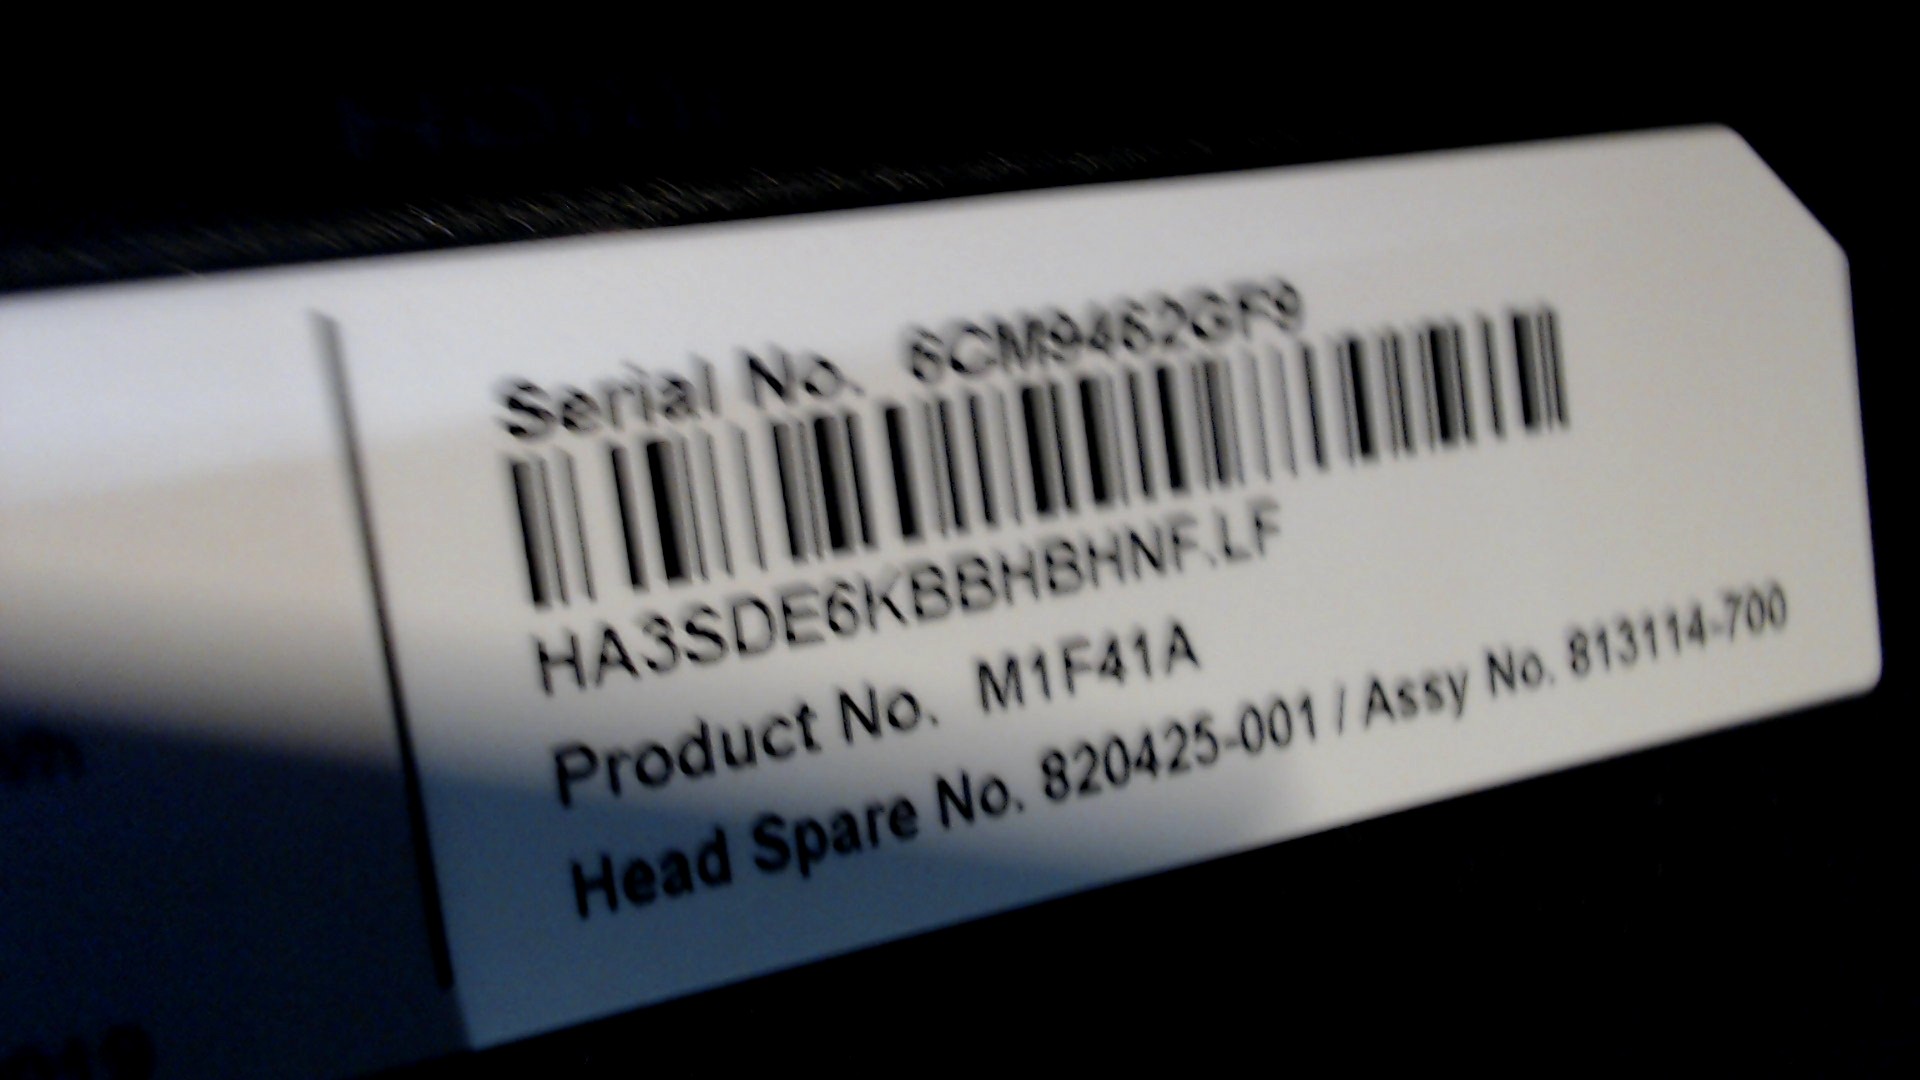 Serial No. 6CM9462GF9
HA3SDE6KBBHBHNF.LF
Product No. M1F41A
Head Spare No. 820425-001 / Assy No. 813114-700